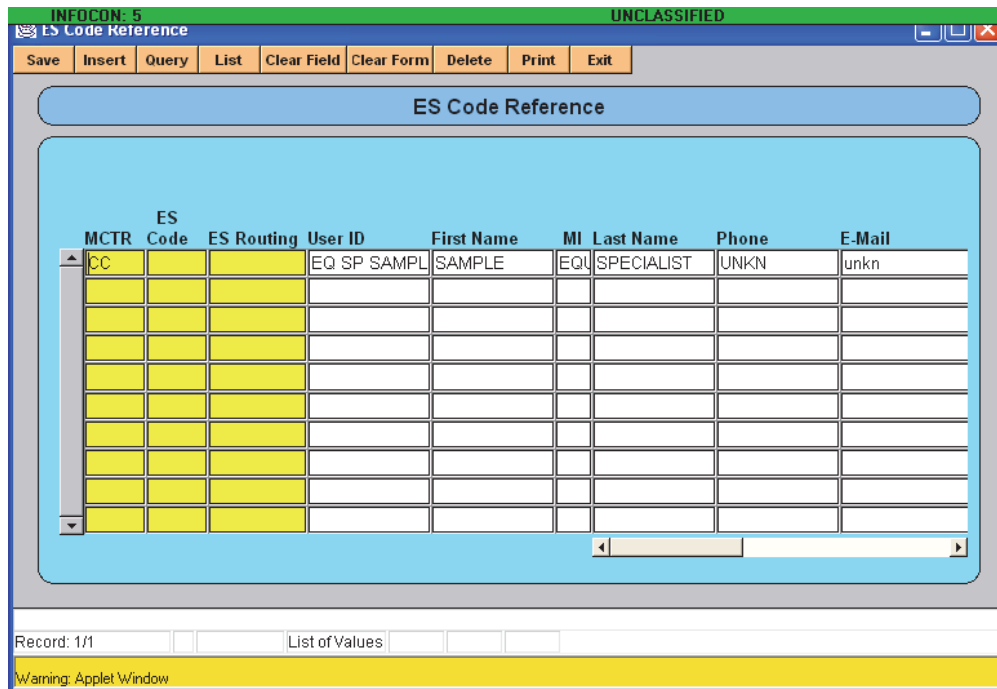 INFOCON: 5 UNCLASSIFIED
ES Code Reference
Save Insert Query List Clear Field Clear Form Delete Print Exit
ES Code Reference
ES
MCTR Code ES Routing User ID First Name MI Last Name Phone E-Mail
CC EQ SP SAMPL SAMPLE EQU SPECIALIST UNKN unkn
Record: 1/1 List of Values
Warning: Applet Window